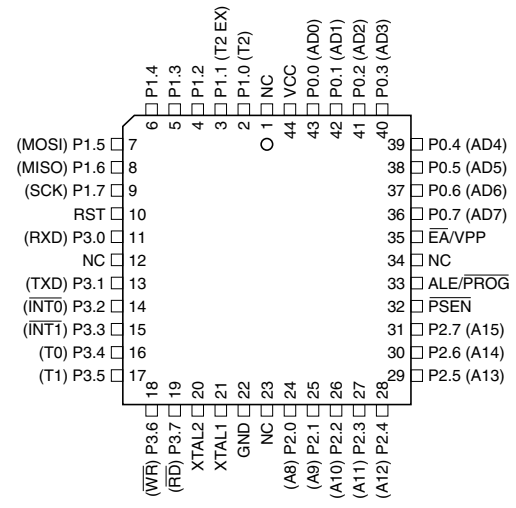 P1.4
P1.3
P1.2
P1.1 (T2 EX)
P1.0 (T2)
NC
VCC
P0.0 (AD0)
P0.1 (AD1)
P0.2 (AD2)
P0.3 (AD3)
6
5
4
3
2
1
44
43
42
41
40
(MOSI) P1.5 7
(MISO) P1.6 8
(SCK) P1.7 9
RST 10
(RXD) P3.0 11
NC 12
(TXD) P3.1 13
(INT0) P3.2 14
(INT1) P3.3 15
(T0) P3.4 16
(T1) P3.5 17
39 P0.4 (AD4)
38 P0.5 (AD5)
37 P0.6 (AD6)
36 P0.7 (AD7)
35 EA/VPP
34 NC
33 ALE/PROG
32 PSEN
31 P2.7 (A15)
30 P2.6 (A14)
29 P2.5 (A13)
18
19
20
21
22
23
24
25
26
27
28
(WR) P3.6
(RD) P3.7
XTAL2
XTAL1
GND
NC
(A8) P2.0
(A9) P2.1
(A10) P2.2
(A11) P2.3
(A12) P2.4